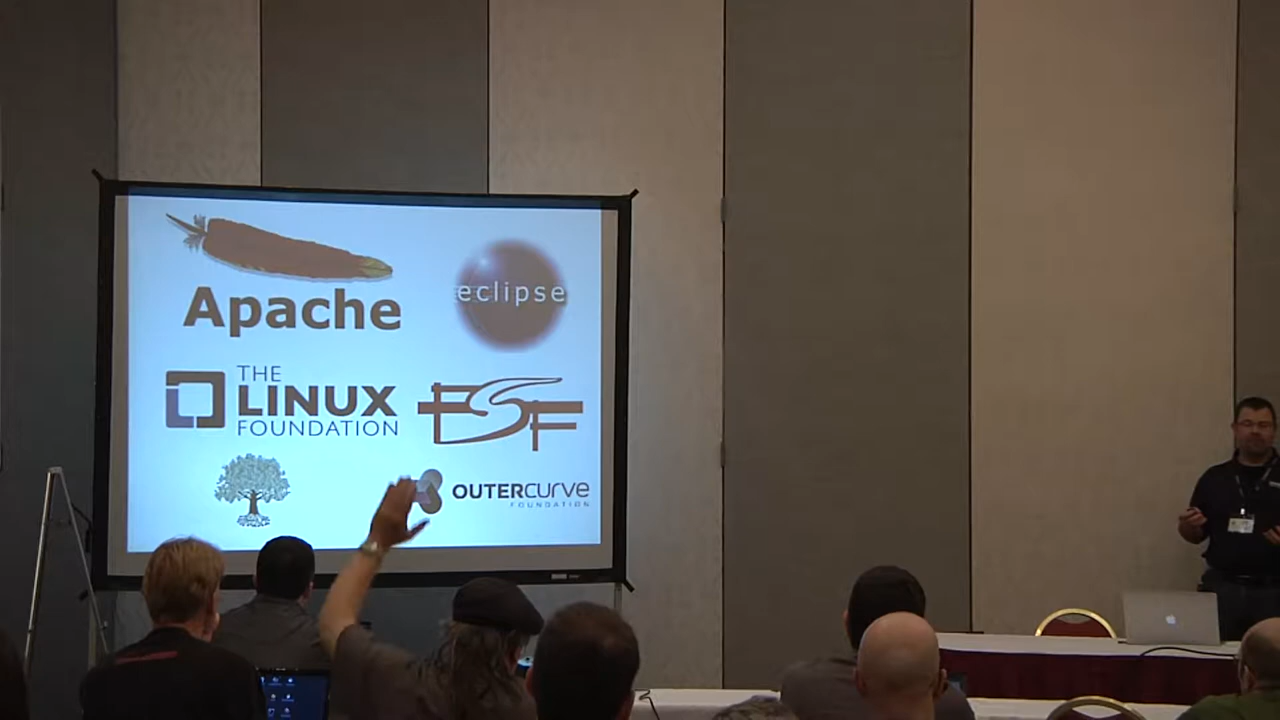 Apache
eclipse
THE
LINUX
FOUNDATION
FSF
OUTERCURVE
FOUNDATION